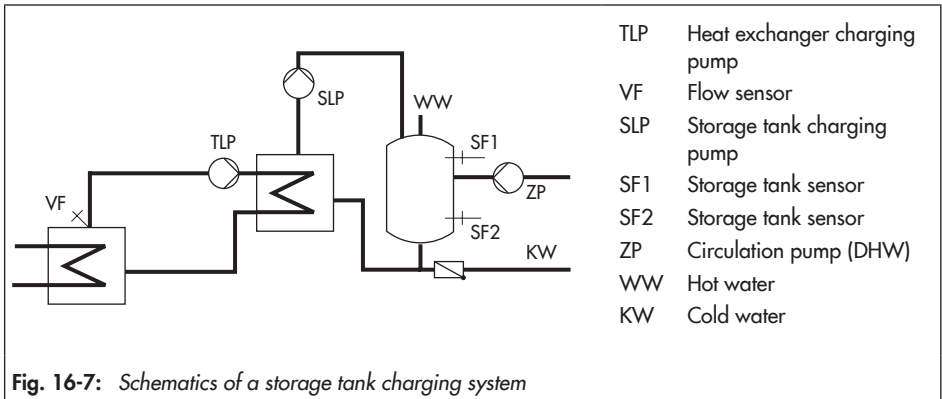 TLP Heat exchanger charging
pump
VF Flow sensor
SLP Storage tank charging
pump
SF1 Storage tank sensor
SF2 Storage tank sensor
ZP Circulation pump (DHW)
WW Hot water
KW Cold water
SLP
WW
TLP
SF1
ZP
VF
SF2
KW
Fig. 16-7: Schematics of a storage tank charging system